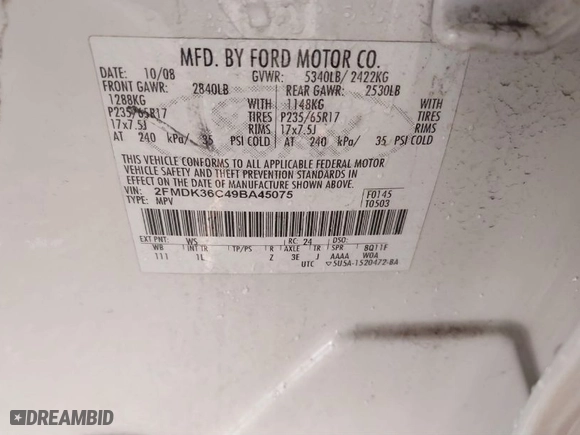 MFD. BY FORD MOTOR CO.
DATE: 10/08 GVWR: 5340LB/ 2422KG
FRONT GAWR: 2840LB REAR GAWR: 2530LB
1288KG WITH 1148KG WITH
P235/65R17 TIRES P235/65R17 TIRES
17x7.5J RIMS 17x7.5J RIMS
AT 240 kPa/ 35 PSI COLD AT 240 kPa/ 35 PSI COLD
THIS VEHICLE CONFORMS TO ALL APPLICABLE FEDERAL MOTOR
VEHICLE SAFETY AND THEFT PREVENTION STANDARDS IN
EFFECT ON THE DATE OF MANUFACTURE SHOWN ABOVE.
VIN: 2FMDK36C49BA45075 F0145
TYPE: MPV T0503
EXT PNT: WS RC: 24 DSO:
WB INT TR TP/PS R AXLE TR SPR BQ11F
111 1L 2 3E J AAAA W0A
UTC ▽5U5A-1520472-BA
DREAMBID